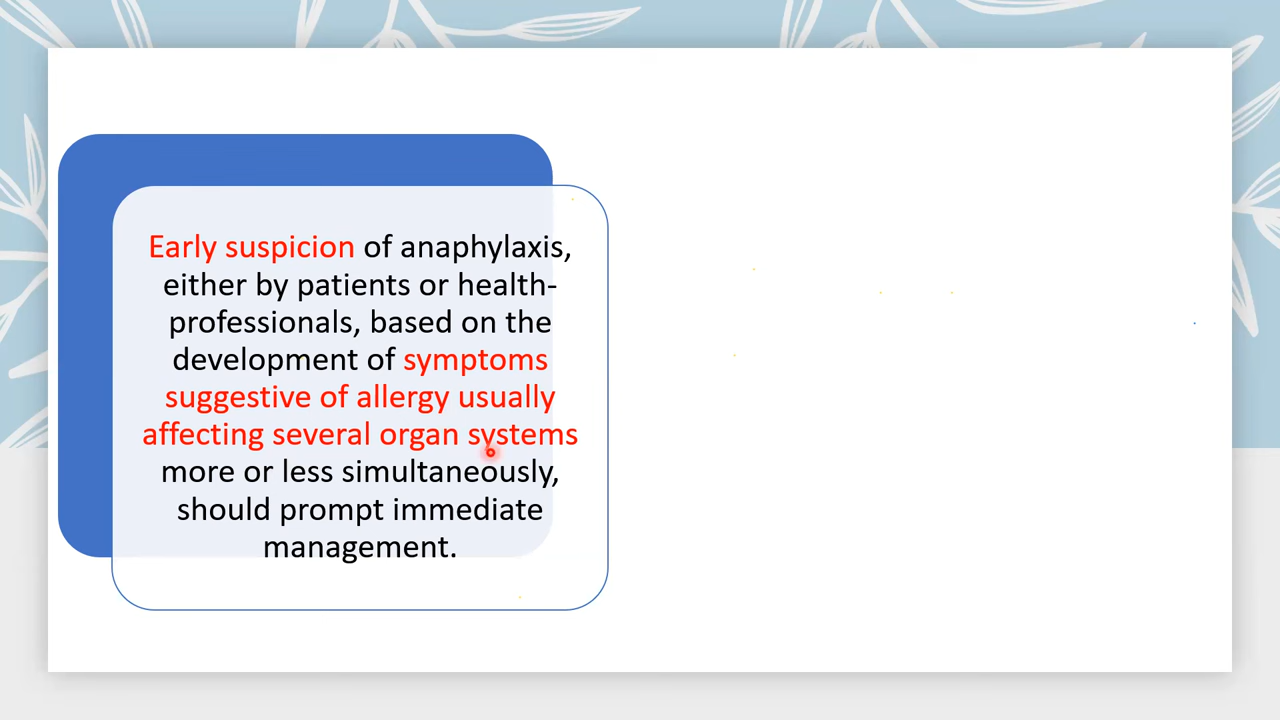 Early suspicion of anaphylaxis,
either by patients or health-
professionals, based on the
development of symptoms
suggestive of allergy usually
affecting several organ systems
more or less simultaneously,
should prompt immediate
management.